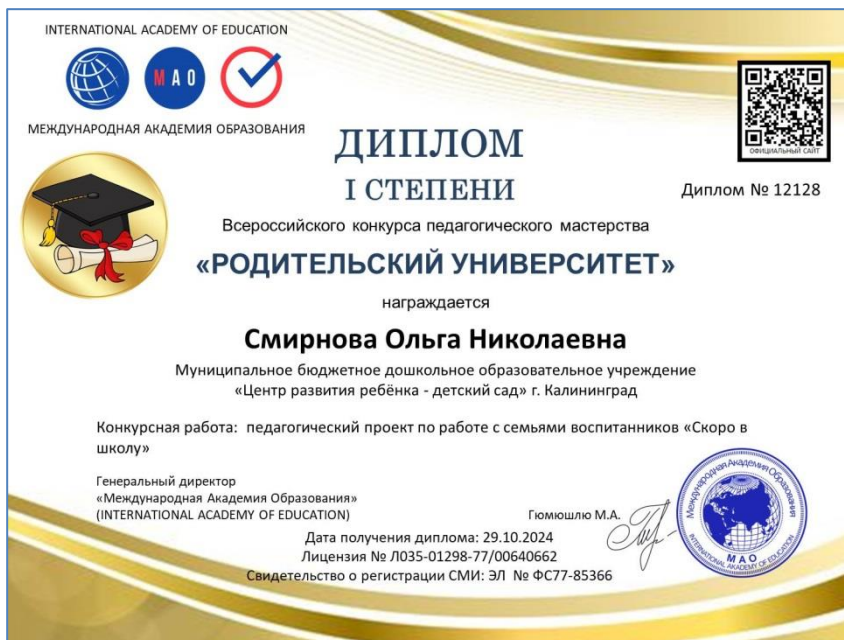 INTERNATIONAL ACADEMY OF EDUCATION
МАО
МЕЖДУНАРОДНАЯ АКАДЕМИЯ ОБРАЗОВАНИЯ
ОФИЦИАЛЬНЫЙ САЙТ
ДИПЛОМ
I СТЕПЕНИ
Диплом № 12128
Всероссийского конкурса педагогического мастерства
«РОДИТЕЛЬСКИЙ УНИВЕРСИТЕТ»
награждается
Смирнова Ольга Николаевна
Муниципальное бюджетное дошкольное образовательное учреждение
«Центр развития ребёнка - детский сад» г. Калининград
Конкурсная работа: педагогический проект по работе с семьями воспитанников «Скоро в
школу»
Генеральный директор
«Международная Академия Образования»
(INTERNATIONAL ACADEMY OF EDUCATION)
Гюмюшлю М.А.
Международная Академия Образования
МАО
INTERNATIONAL ACADEMY OF EDUCATION
Дата получения диплома: 29.10.2024
Лицензия № Л035-01298-77/00640662
Свидетельство о регистрации СМИ: ЭЛ № ФС77-85366